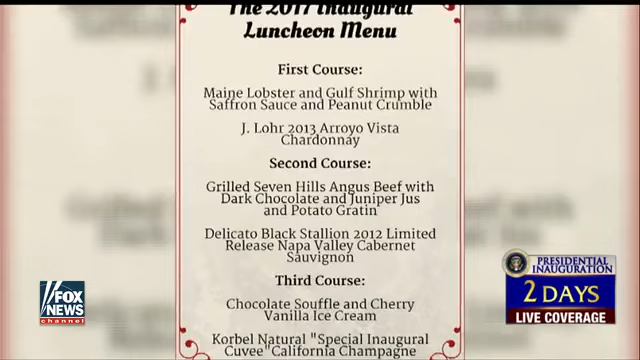 The 2017 Inaugural
Luncheon Menu
First Course:
Maine Lobster and Gulf Shrimp with
Saffron Sauce and Peanut Crumble
J. Lohr 2013 Arroyo Vista
Chardonnay
Second Course:
Grilled Seven Hills Angus Beef with
Dark Chocolate and Juniper Jus
and Potato Gratin
Delicato Black Stallion 2012 Limited
Release Napa Valley Cabernet
Sauvignon
Third Course:
Chocolate Souffle and Cherry
Vanilla Ice Cream
Korbel Natural "Special Inaugural
Cuvee"California Champagne
FOX
NEWS
channel
PRESIDENTIAL
INAUGURATION
2 DAYS
LIVE COVERAGE